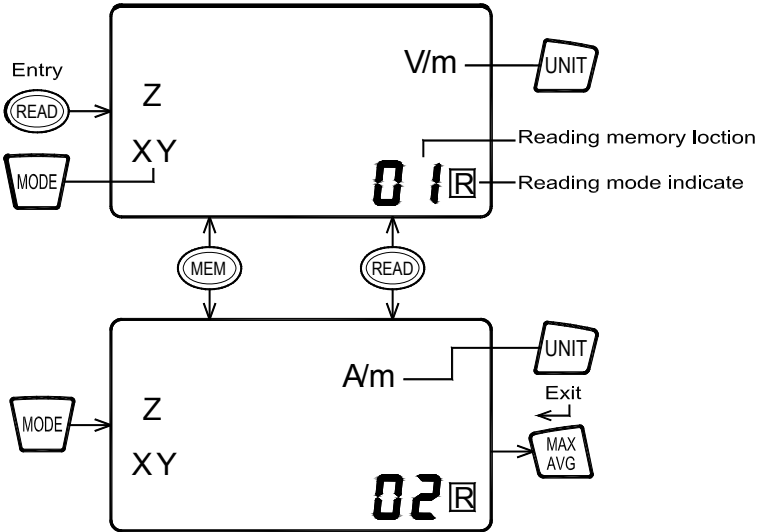 V/m
UNIT
Entry
READ
Z
XY
MODE
Reading memory loction
01 R
Reading mode indicate
MEM
READ
A/m
UNIT
Exit
MODE
Z
MAX
AVG
XY
02 R